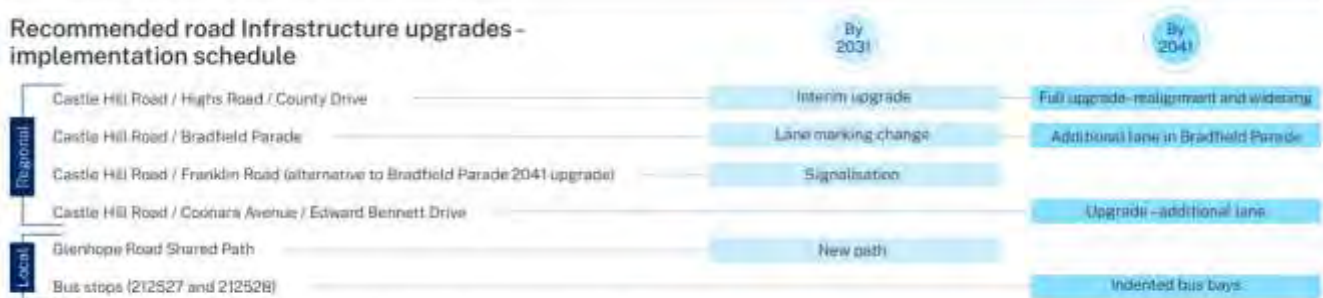 Recommended road Infrastructure upgrades -
implementation schedule
By
2031
By
2041
Regional
Castle Hill Road / Highs Road / County Drive
Interim upgrade
Full upgrade-realignment and widening
Castle Hill Road / Bradfield Parade
Lane marking change
Additional lane in Bradfield Parade
Castle Hill Road / Franklin Road (alternative to Bradfield Parade 2041 upgrade)
Signalisation
Castle Hill Road / Coonara Avenue / Edward Bennett Drive
Upgrade - additional lane
Local
Glenhope Road Shared Path
New path
Bus stops (212527 and 212528)
Indented bus bays